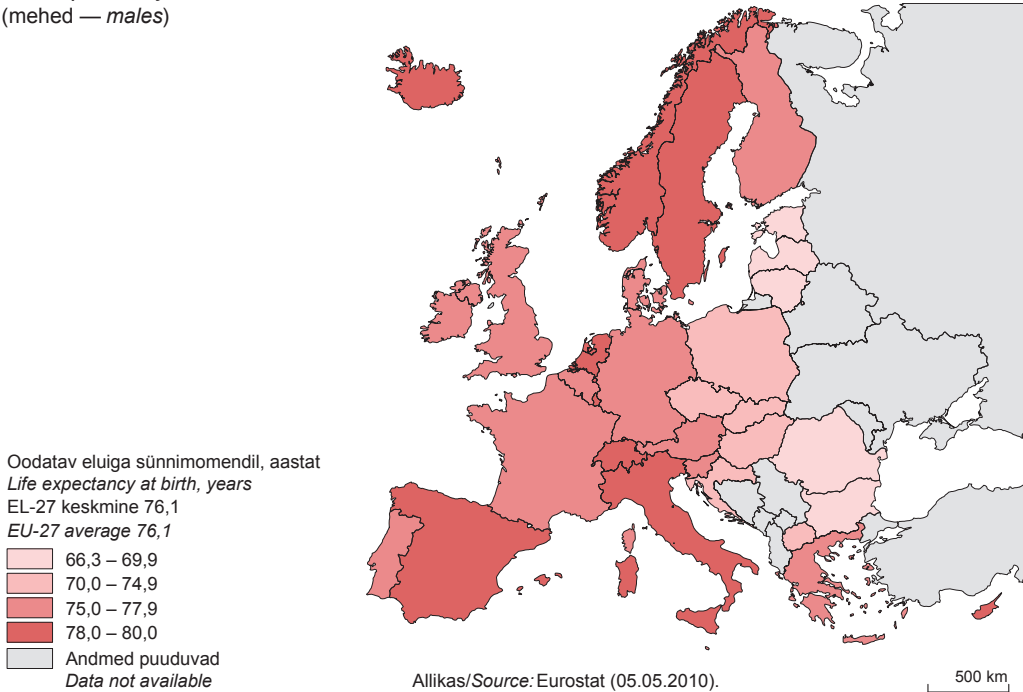 (mehed — males)
Oodatav eluiga sünnimomendil, aastat
Life expectancy at birth, years
EL-27 keskmine 76,1
EU-27 average 76,1
66,3 – 69,9
70,0 – 74,9
75,0 – 77,9
78,0 – 80,0
Andmed puuduvad
Data not available
Allikas/Source: Eurostat (05.05.2010).
500 km